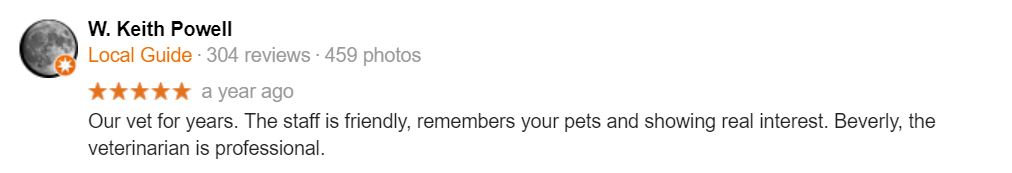 W. Keith Powell
Local Guide · 304 reviews · 459 photos
a year ago
Our vet for years. The staff is friendly, remembers your pets and showing real interest. Beverly, the
veterinarian is professional.